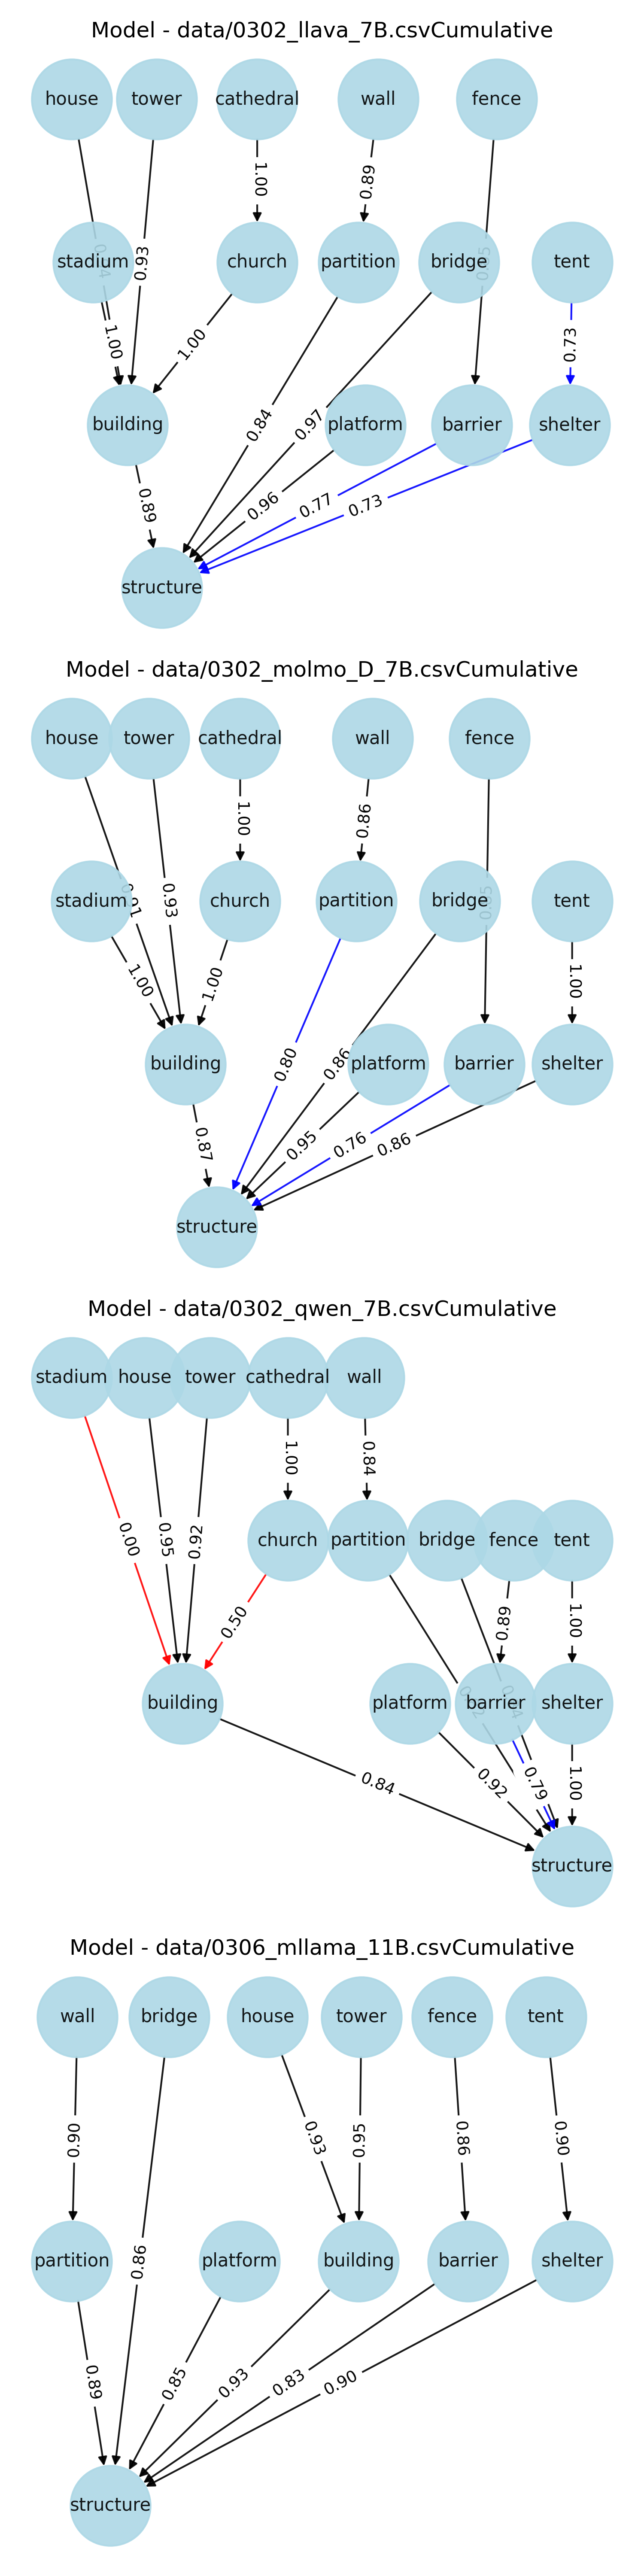 Model - data/0302_llava_7B.csvCumulative
house tower cathedral wall fence
1.00 0.89
stadium 0.93 church partition bridge tent
1.00 1.00 0.73
building 0.84 0.97 platform barrier shelter
0.89 0.96 0.77 0.73
structure
Model - data/0302_molmo_D_7B.csvCumulative
house tower cathedral wall fence
1.00 0.86
stadium 0.93 church partition bridge tent
1.00 1.00 1.00
building 0.80 0.86 platform barrier shelter
0.87 0.95 0.76 0.86
structure
Model - data/0302_qwen_7B.csvCumulative
stadium house tower cathedral wall
1.00 0.84
0.00 0.95 0.92 church partition bridge fence tent
0.50 0.89 1.00
building platform barrier shelter
0.84 0.92 0.79 1.00
structure
Model - data/0306_mllama_11B.csvCumulative
wall bridge house tower fence tent
0.90 0.93 0.95 0.86 0.90
partition 0.86 platform building barrier shelter
0.89 0.85 0.93 0.83 0.90
structure